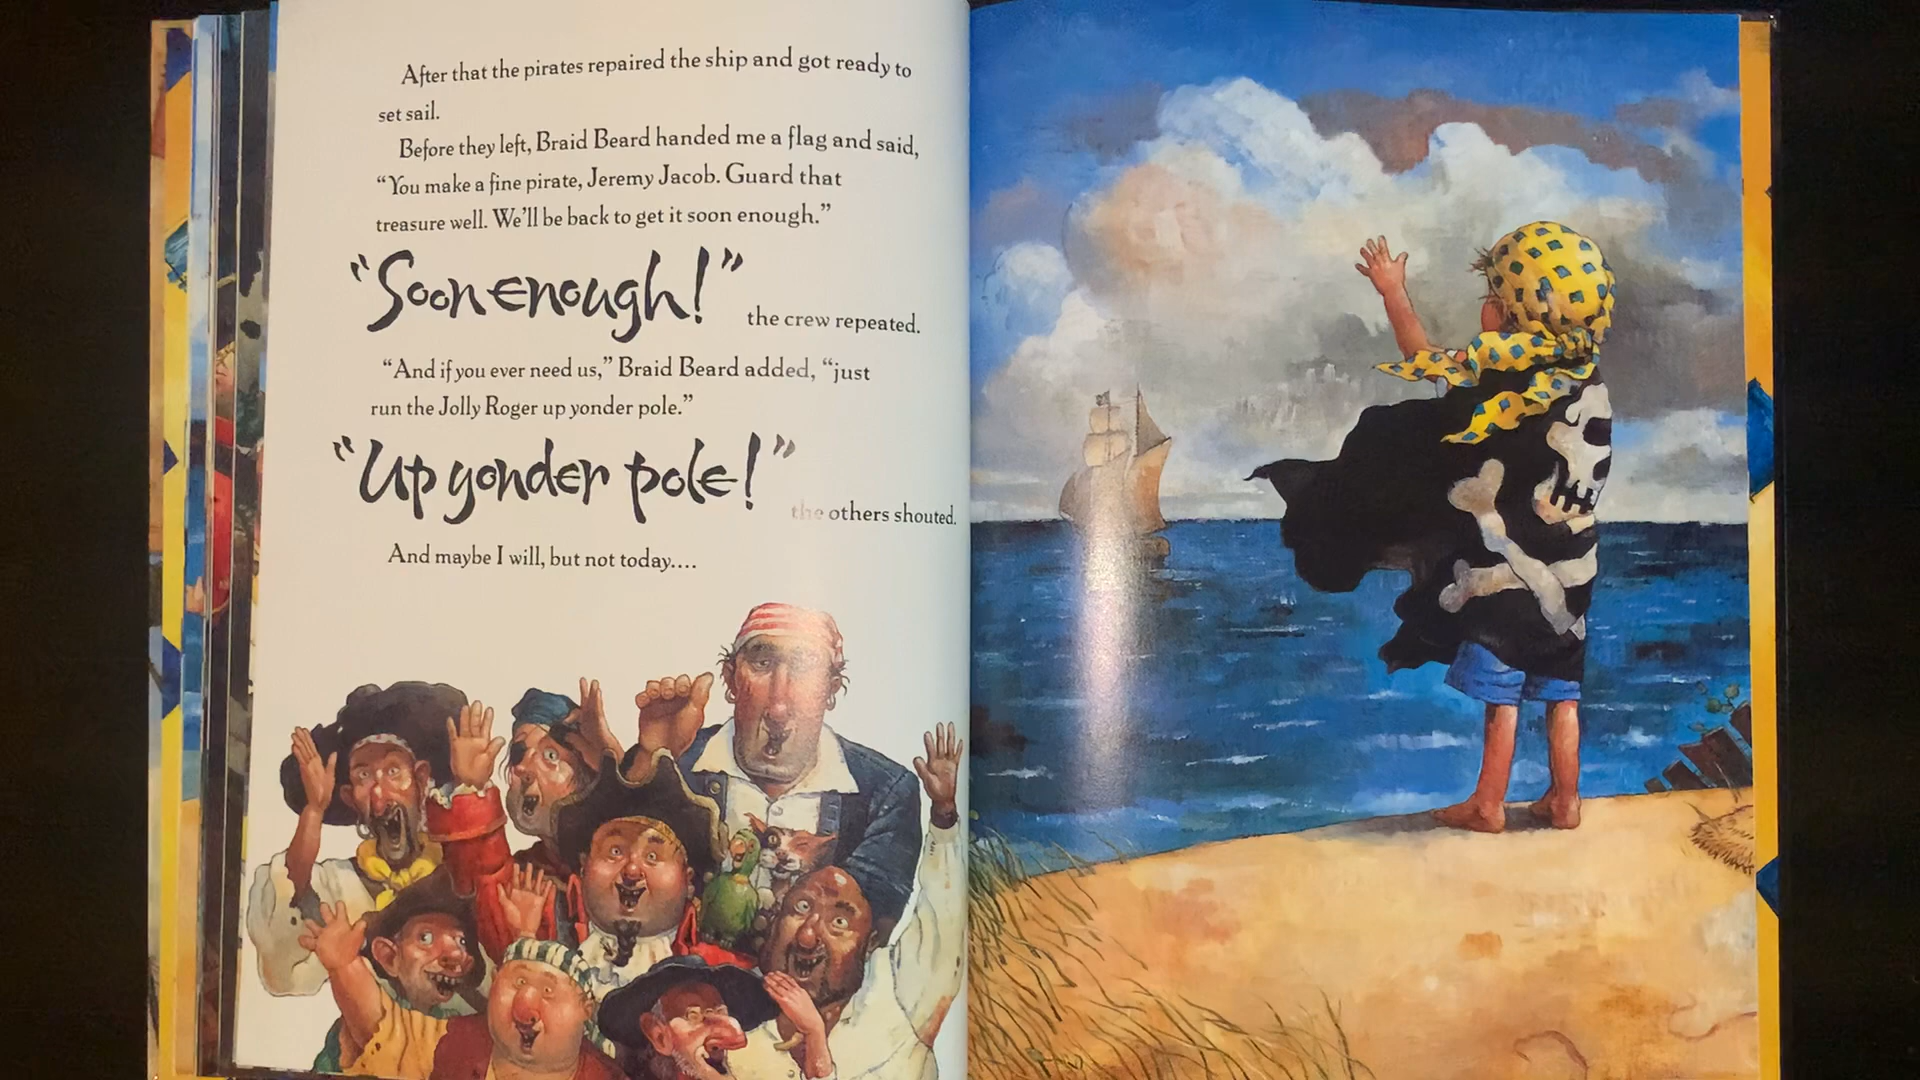 After that the pirates repaired the ship and got ready to
set sail.
Before they left, Braid Beard handed me a flag and said,
“You make a fine pirate, Jeremy Jacob. Guard that
treasure well. We’ll be back to get it soon enough.”
“Soon enough!” the crew repeated.
“And if you ever need us,” Braid Beard added, “just
run the Jolly Roger up yonder pole.”
“Up yonder pole!” the others shouted.
And maybe I will, but not today....